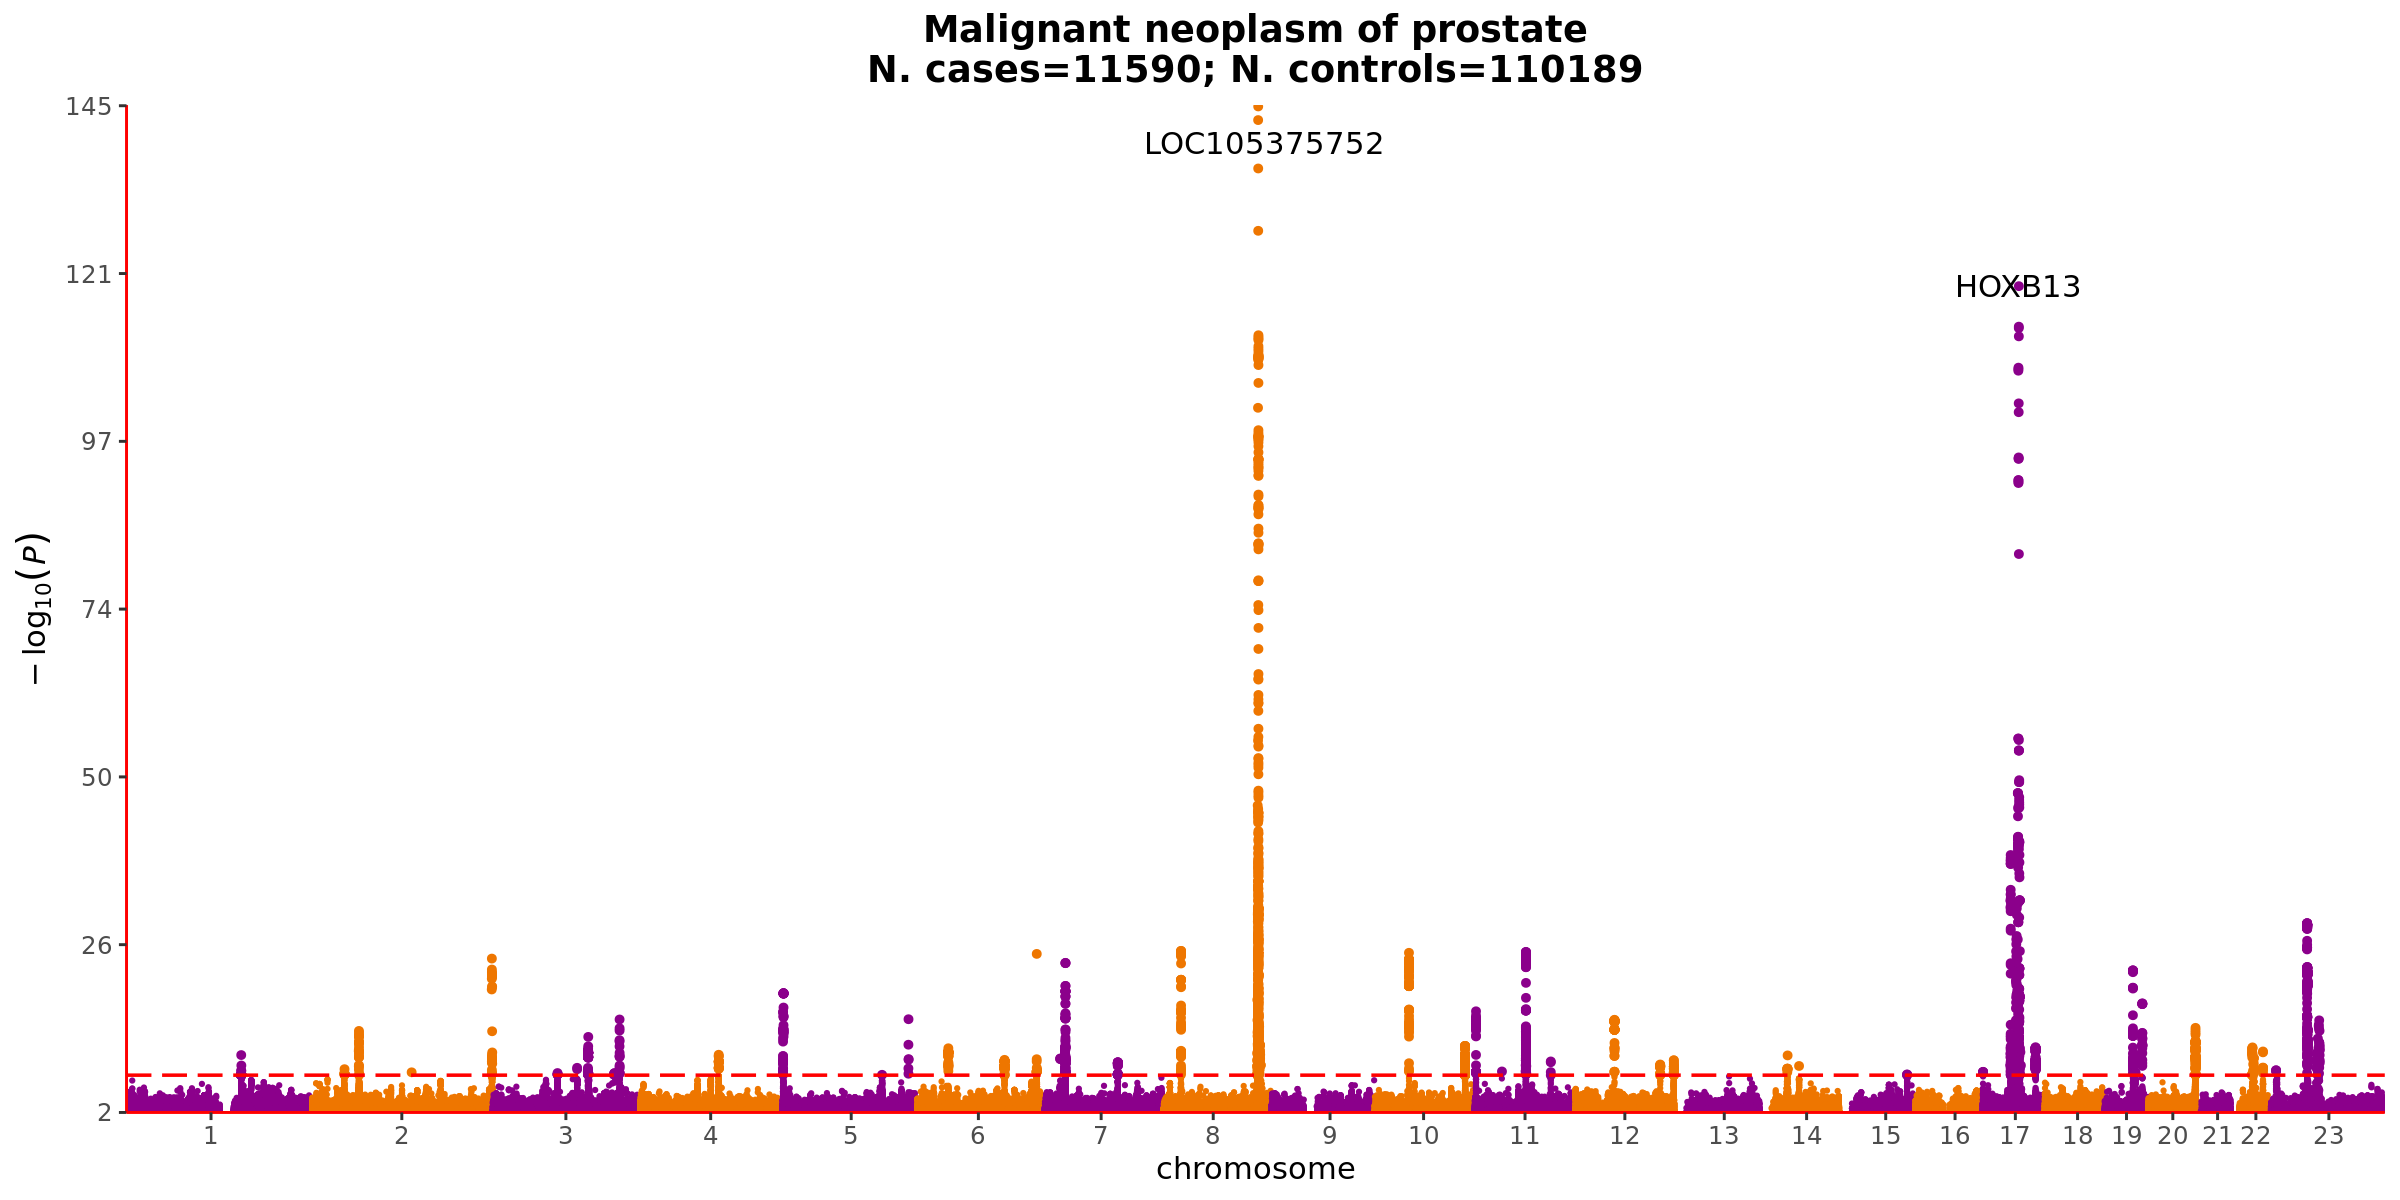 Malignant neoplasm of prostate
N. cases=11590; N. controls=110189
145
LOC105375752
121
HOXB13
97
−log10(P)
74
50
26
2
1 2 3 4 5 6 7 8 9 10 11 12 13 14 15 16 17 18 19 20 21 22 23
chromosome